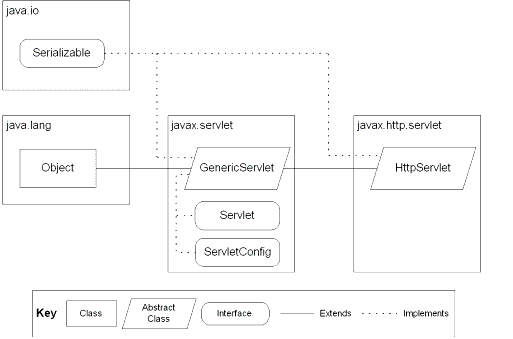 java.io
Serializable
java.lang
Object
javax.servlet
GenericServlet
Servlet
ServletConfig
javax.http.servlet
HttpServlet
Key
Class
Abstract
Class
Interface
Extends
Implements